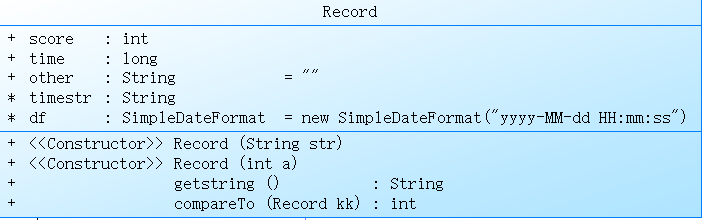 Record
+ score : int
+ time : long
+ other : String = ""
* timestr : String
* df : SimpleDateFormat = new SimpleDateFormat("yyyy-MM-dd HH:mm:ss")
+ <<Constructor>> Record (String str)
+ <<Constructor>> Record (int a)
+ getstring () : String
+ compareTo (Record kk) : int